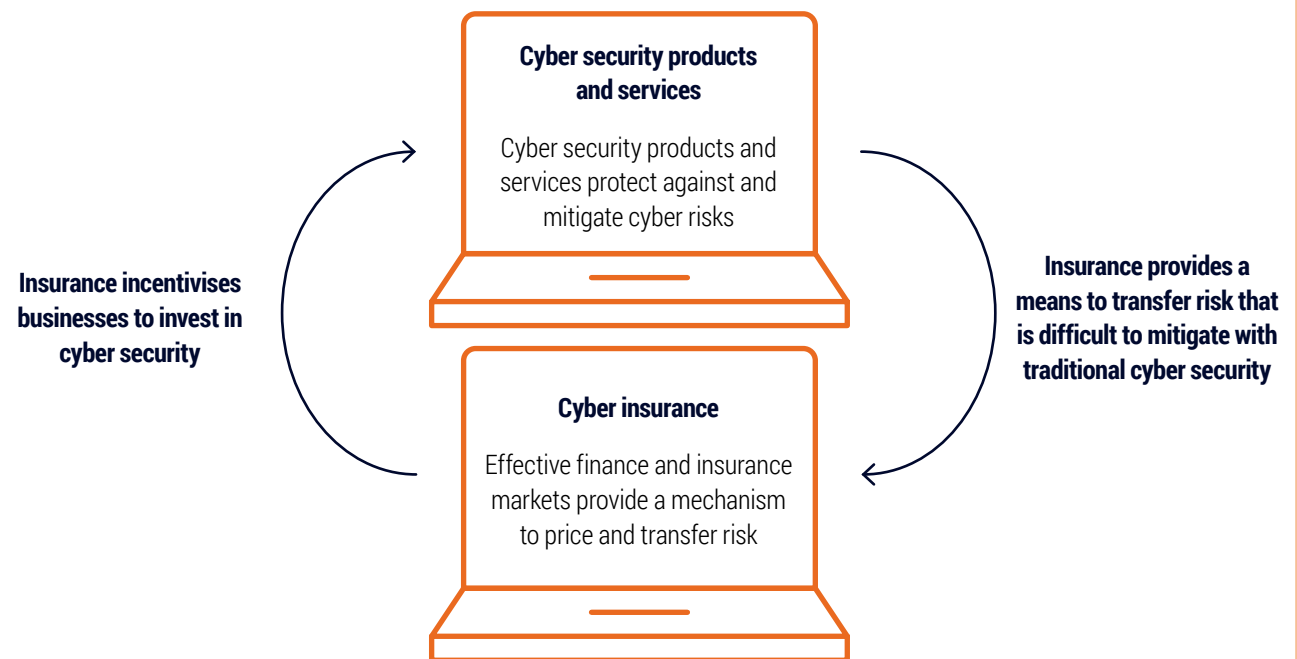 Cyber security products
and services
Cyber security products and
services protect against and
mitigate cyber risks
Insurance incentivises
businesses to invest in
cyber security
Insurance provides a
means to transfer risk that
is difficult to mitigate with
traditional cyber security
Cyber insurance
Effective finance and insurance
markets provide a mechanism
to price and transfer risk